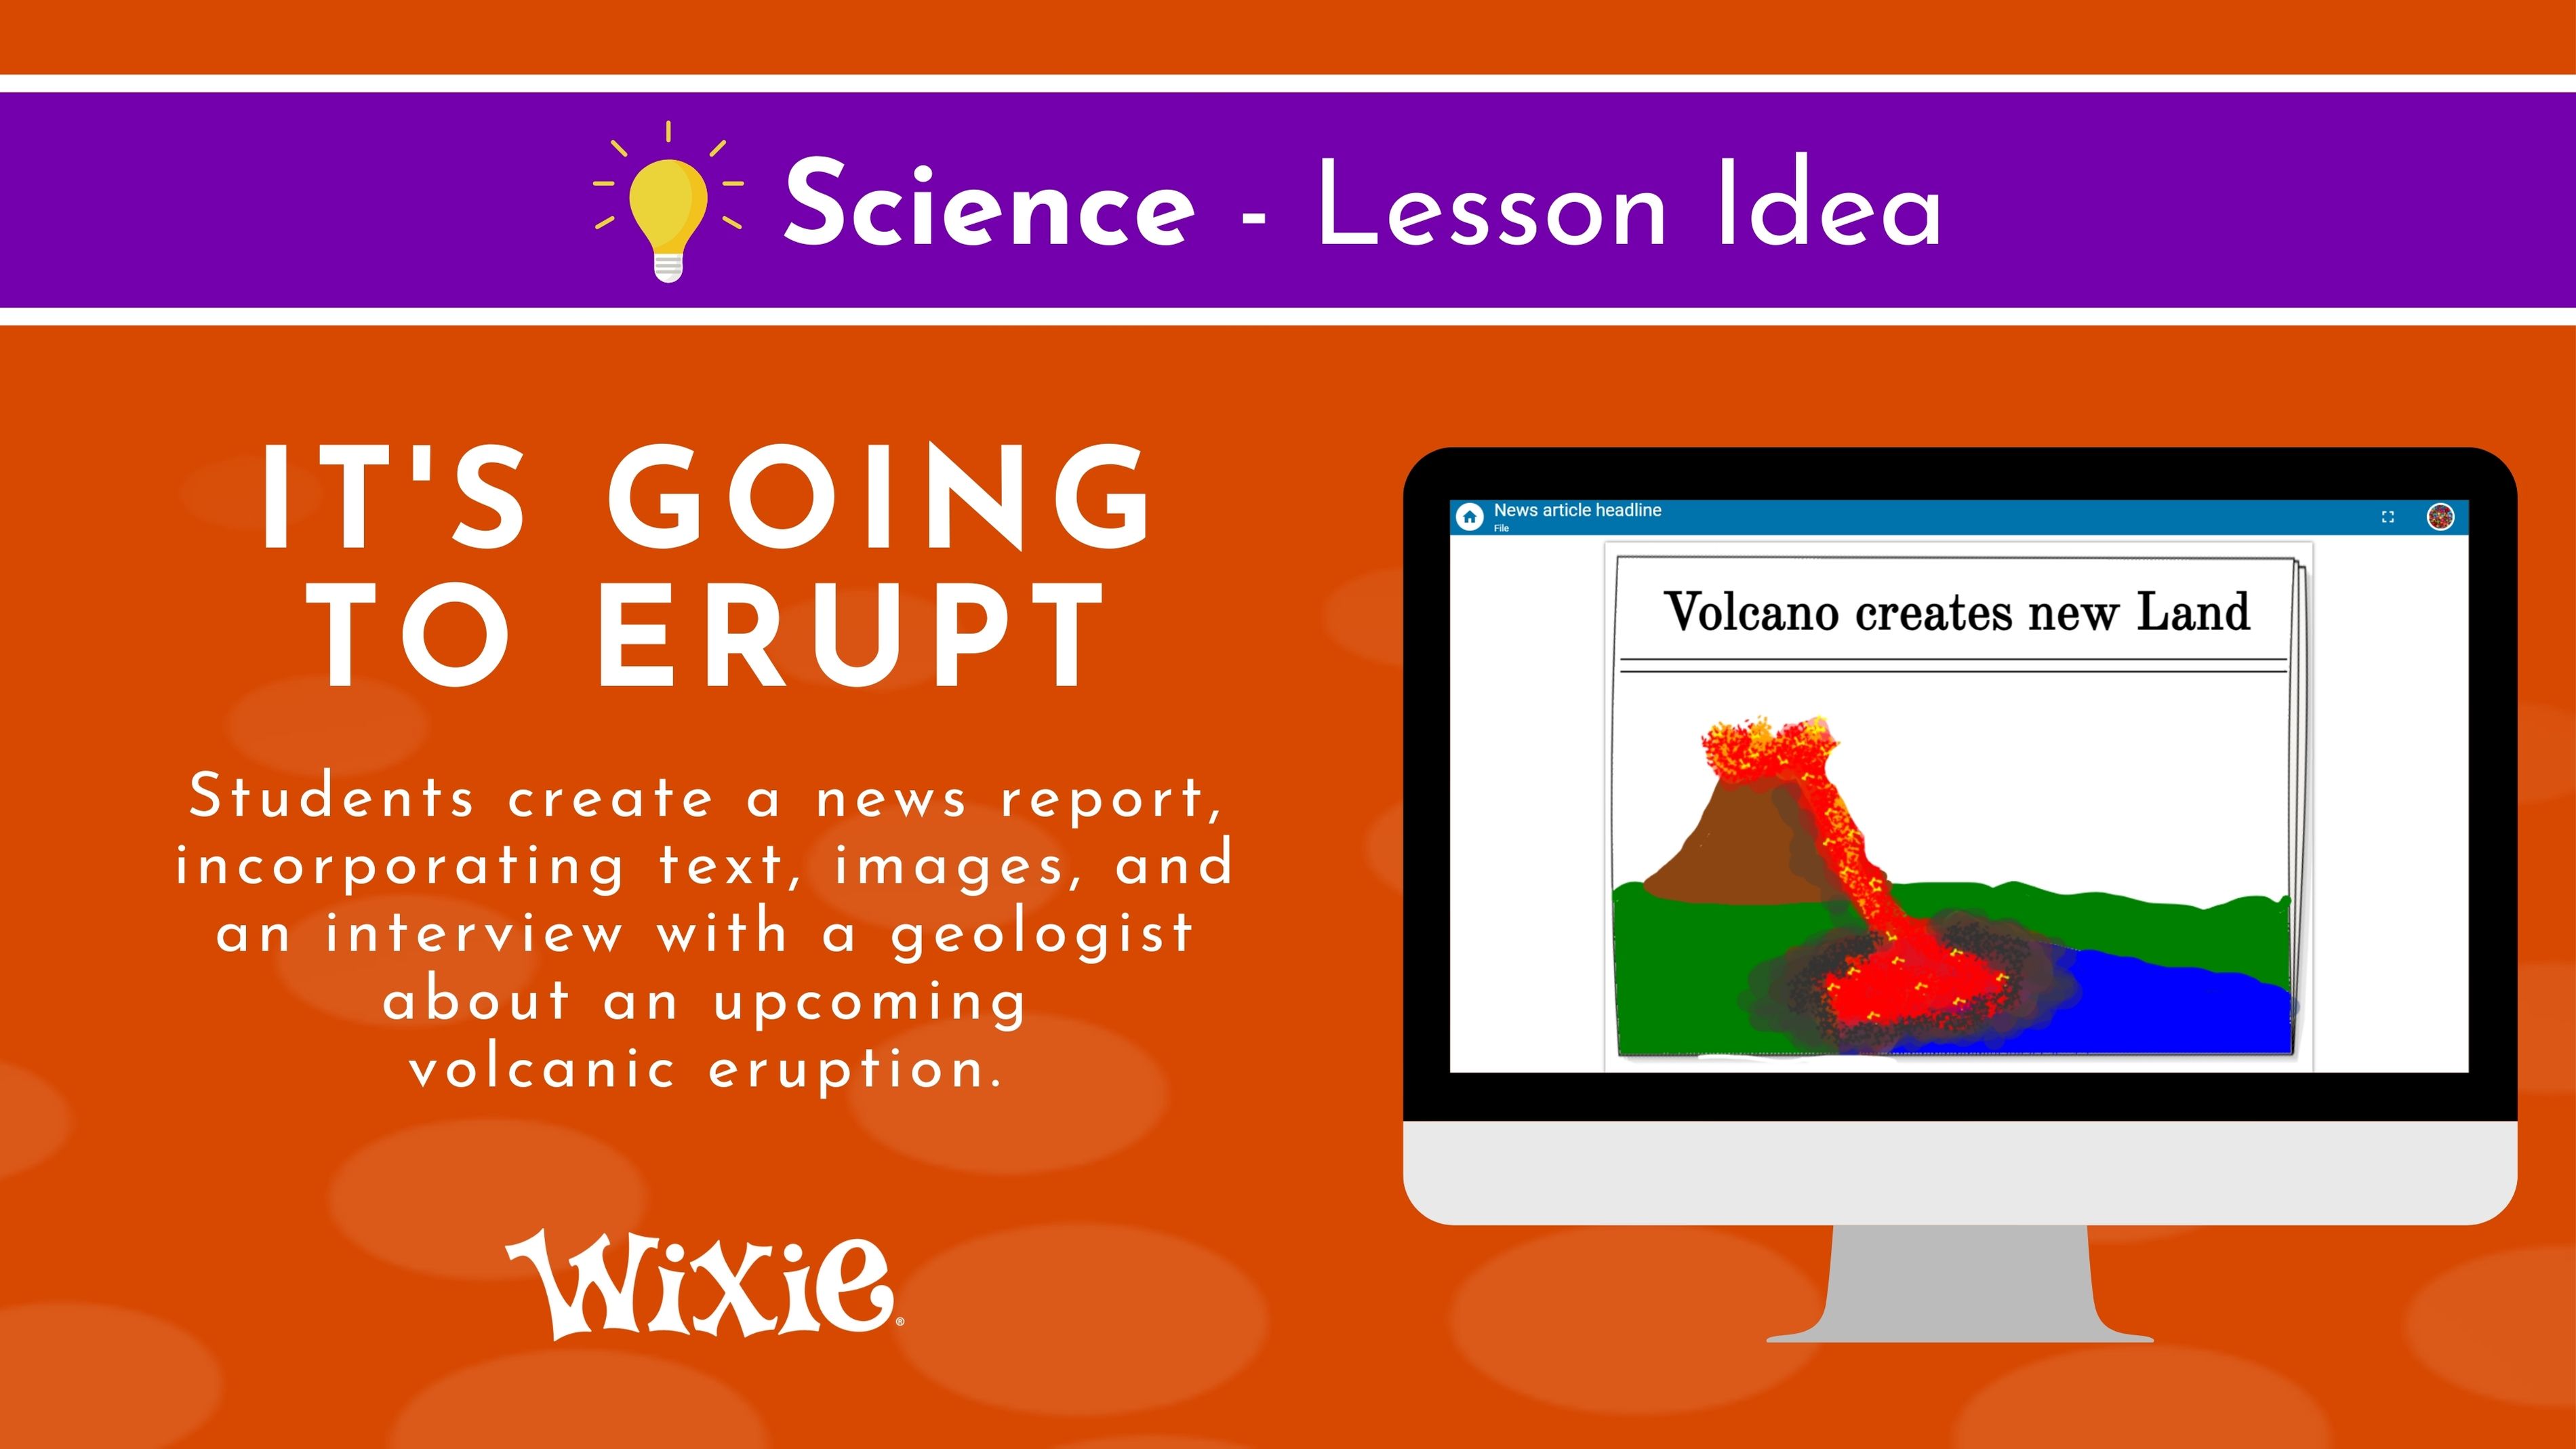 Science - Lesson Idea
IT'S GOING
TO ERUPT
Students create a news report,
incorporating text, images, and
an interview with a geologist
about an upcoming
volcanic eruption.
Wixie®
News article headline
File
Volcano creates new Land